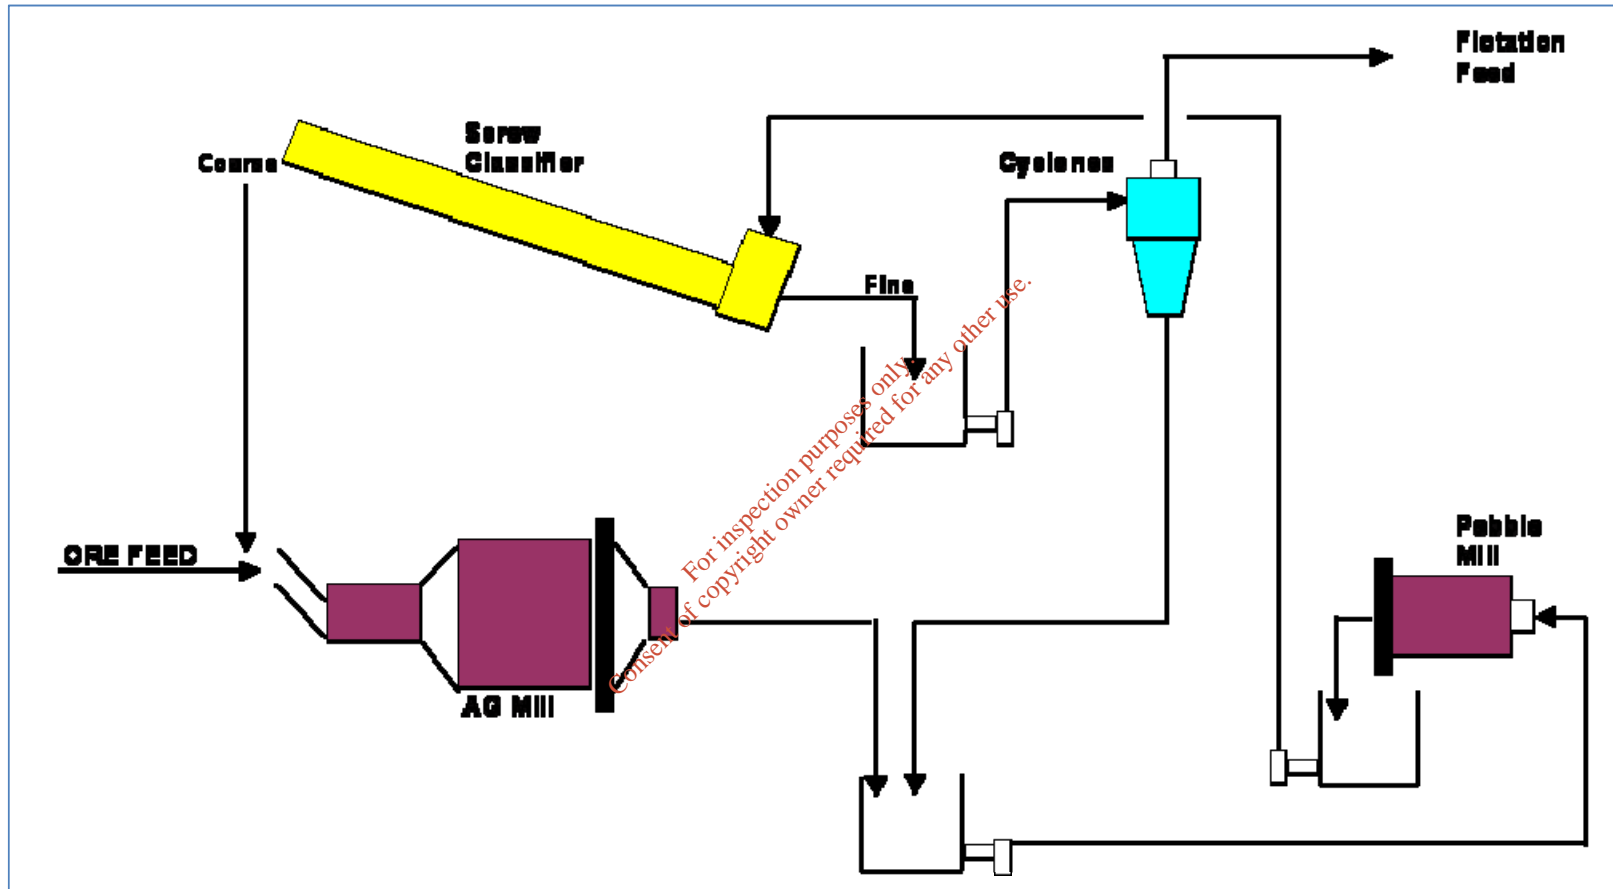 Flotation
Feed
Screw
Classifier
Coarse
Cyclones
Fine
For inspection purposes only.
Consent of copyright owner required for any other use.
ORE FEED
Pebble
Mill
AG Mill